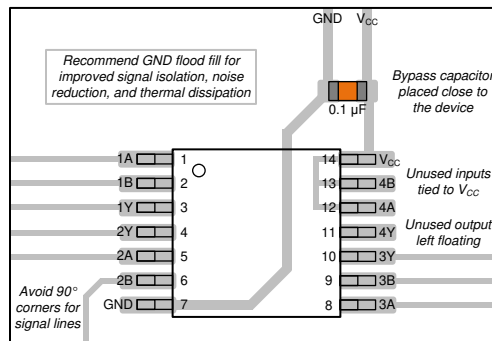 GND VCC
Recommend GND flood fill for
improved signal isolation, noise
reduction, and thermal dissipation
Bypass capacitor
placed close to
the device
0.1 µF
1A 1 14 VCC
1B 2 13 4B
1Y 3 12 4A
2Y 4 11 4Y
2A 5 10 3Y
2B 6 9 3B
GND 7 8 3A
Unused inputs
tied to VCC
Unused output
left floating
Avoid 90°
corners for
signal lines